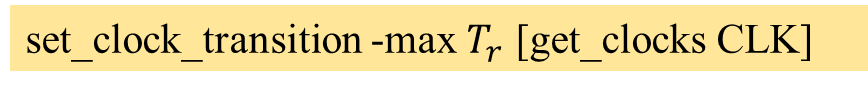 set_clock_transition -max Tᵣ [get_clocks CLK]